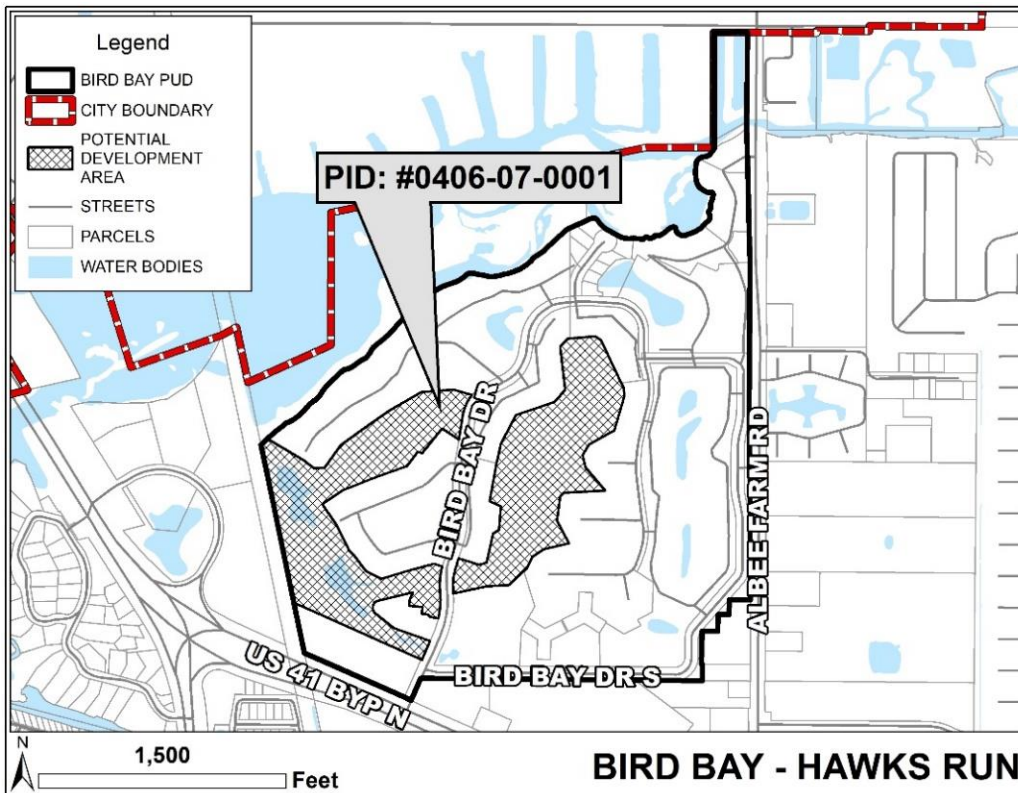 Legend
BIRD BAY PUD
CITY BOUNDARY
POTENTIAL
DEVELOPMENT
AREA
STREETS
PARCELS
WATER BODIES
PID: #0406-07-0001
BIRD BAY DR
ALBEE FARM RD
US 41 BYP N
BIRD BAY DR S
N
1,500
Feet
BIRD BAY - HAWKS RUN